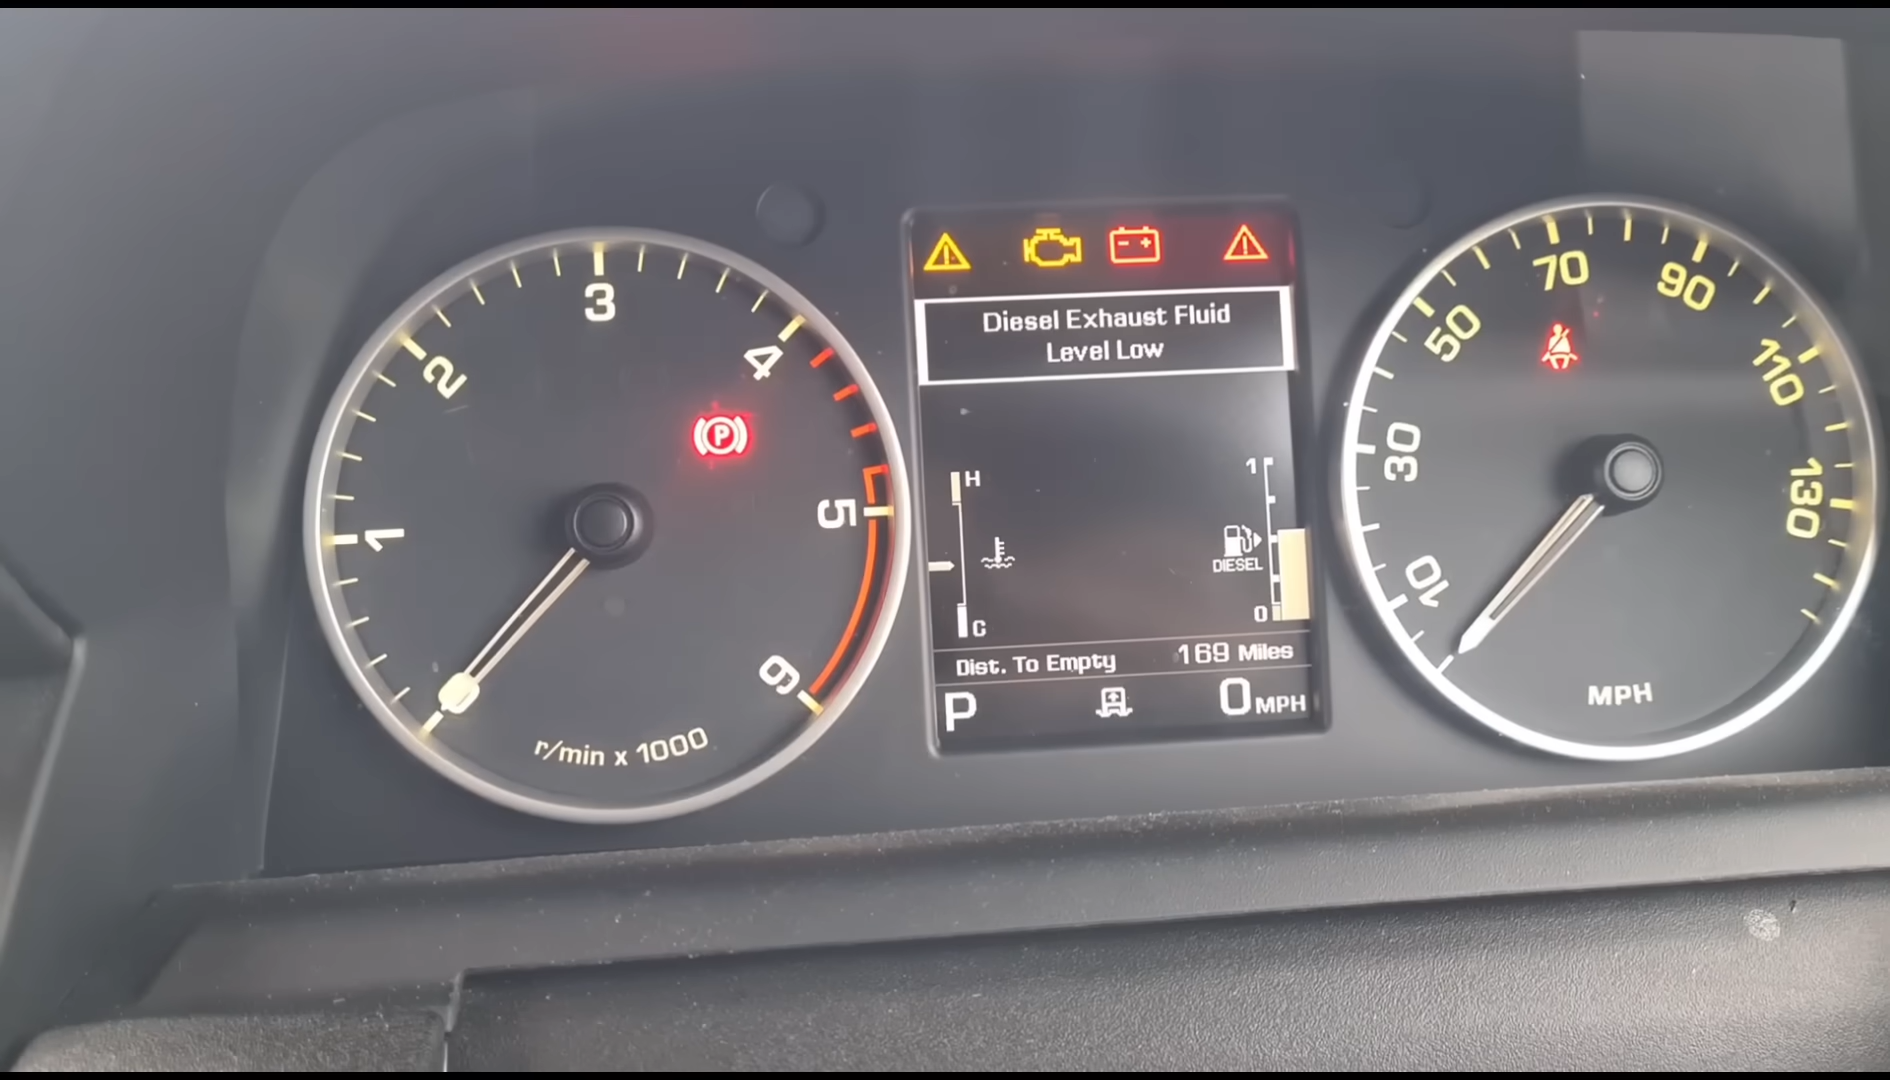 1
2
3
4
5
6
0
r/min x 1000
P
Diesel Exhaust Fluid
Level Low
H
C
1
DIESEL
0
Dist. To Empty 169 Miles
P 0 MPH
10
30
50
70
90
110
130
MPH